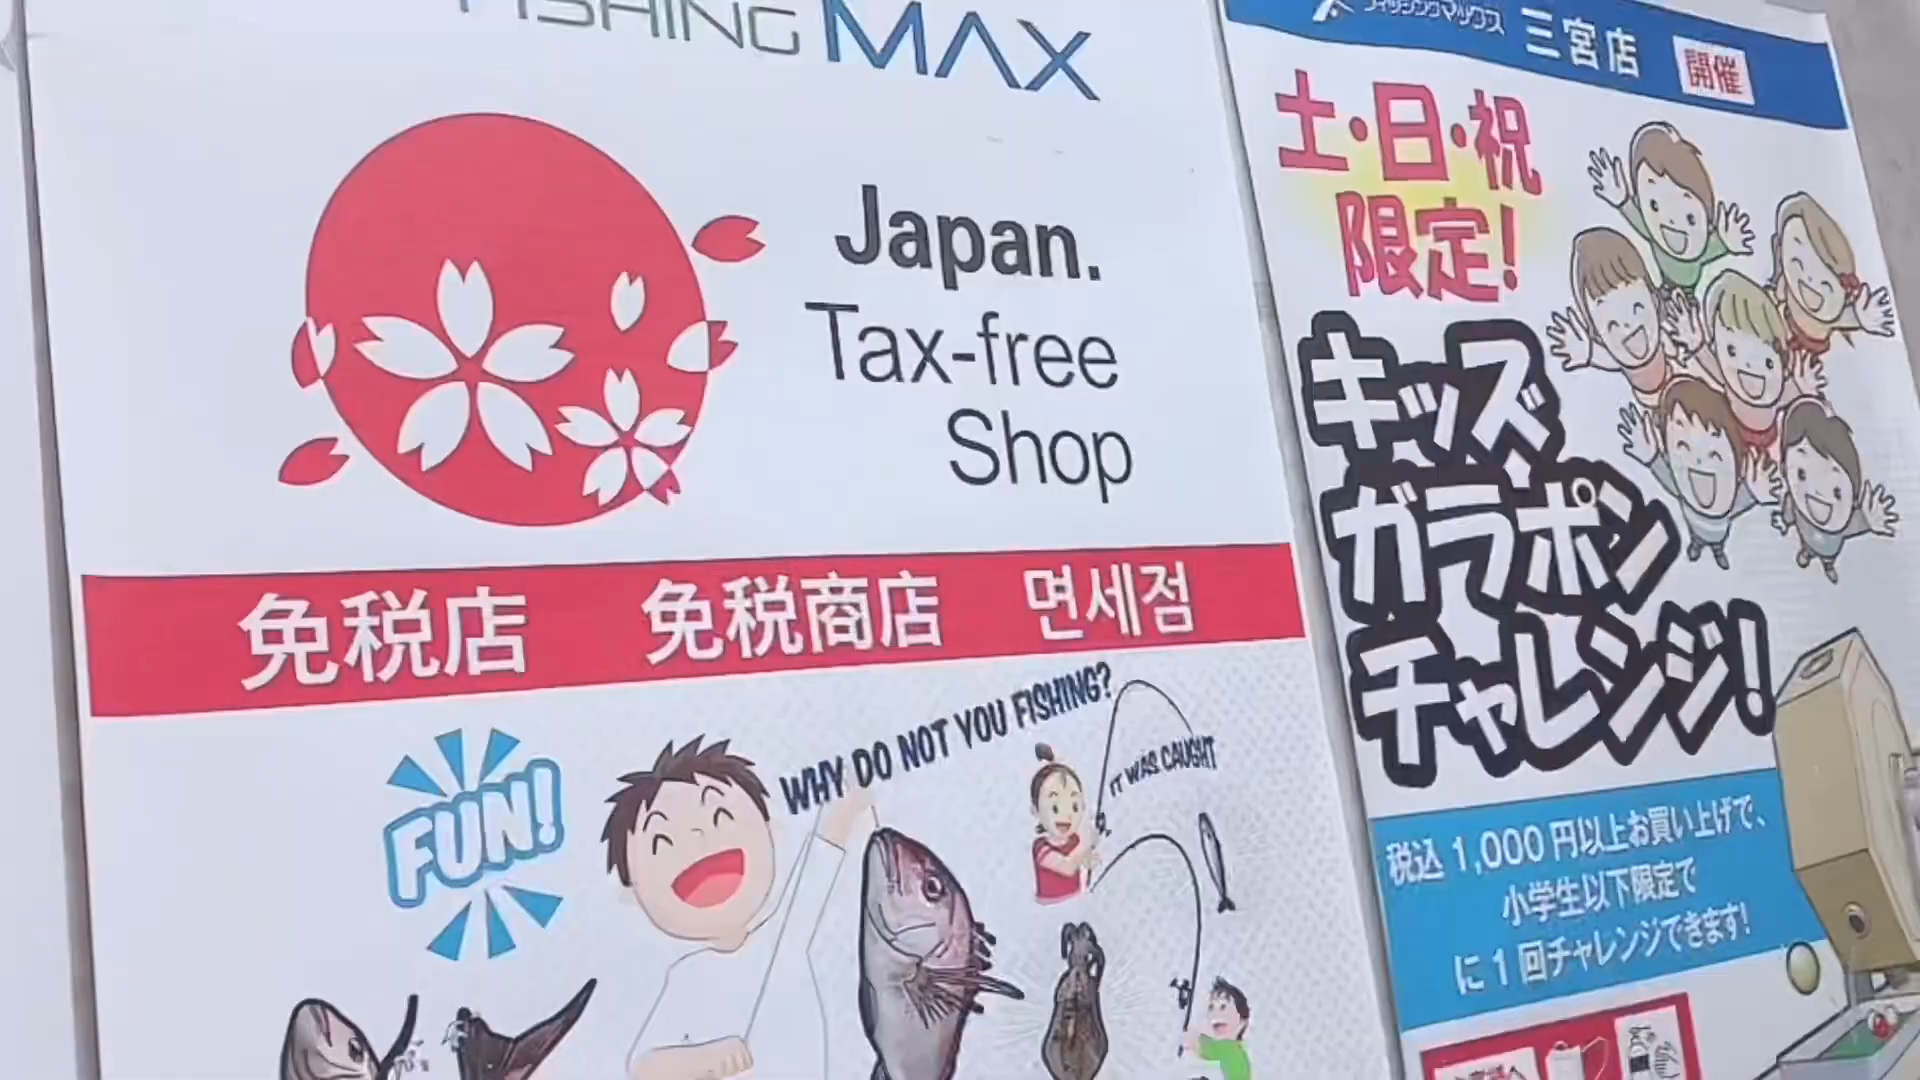 FISHING MAX
Japan.
Tax-free
Shop
免税店 免税商店 면세점
FUN!
WHY DO NOT YOU FISHING?
IT WAS CAUGHT
フィッシングマックス 三宮店 開催
土・日・祝
限定!
キッズ
ガラポン
チャレンジ!
税込 1,000 円以上お買い上げで、
小学生以下限定で
に 1 回チャレンジできます!